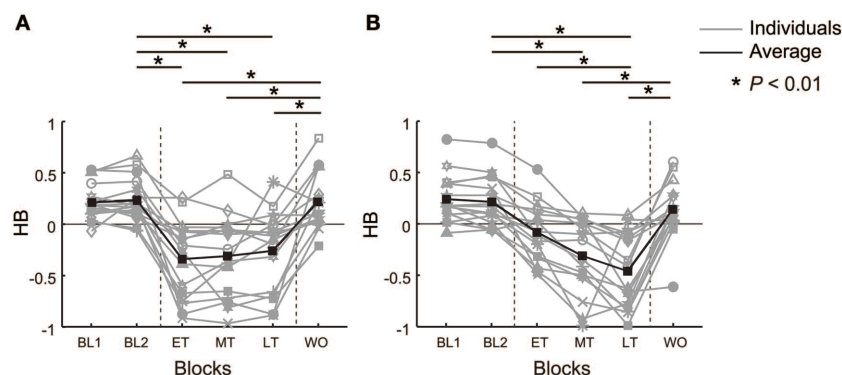 A
B
Individuals
Average
* P < 0.01
*
*
*
*
*
*
*
*
*
*
*
1
0.5
0
-0.5
-1
HB
BL1 BL2 ET MT LT WO
Blocks
1
0.5
0
-0.5
-1
HB
BL1 BL2 ET MT LT WO
Blocks